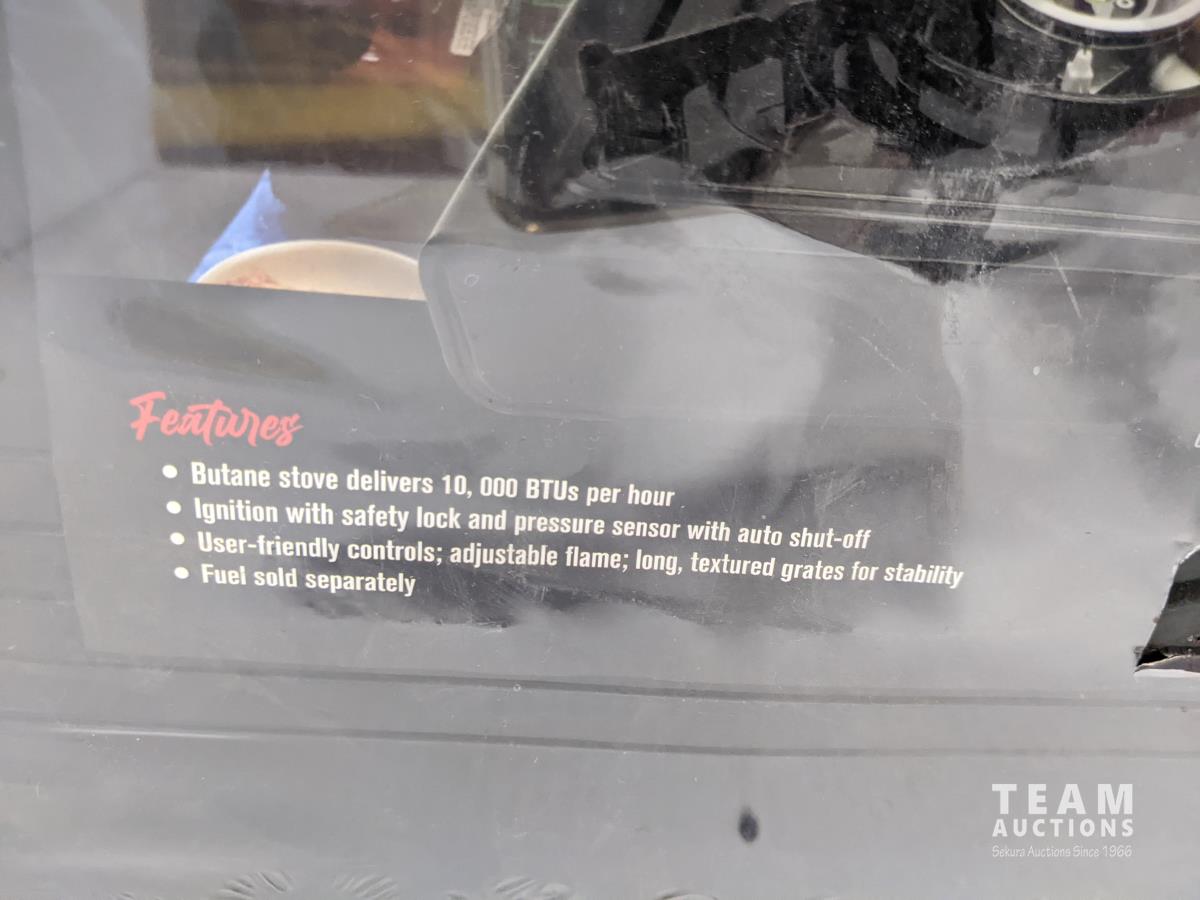 Features
• Butane stove delivers 10, 000 BTUs per hour
• Ignition with safety lock and pressure sensor with auto shut-off
• User-friendly controls; adjustable flame; long, textured grates for stability
• Fuel sold separately
TEAM
AUCTIONS
Sekura Auctions Since 1966